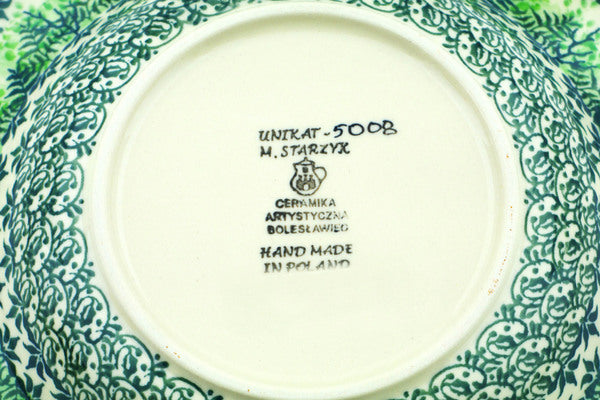 UNIKAT-5008
M. STARZYK
CERAMIKA
ARTYSTYCZNA
BOLESŁAWIEC
HAND MADE
IN POLAND